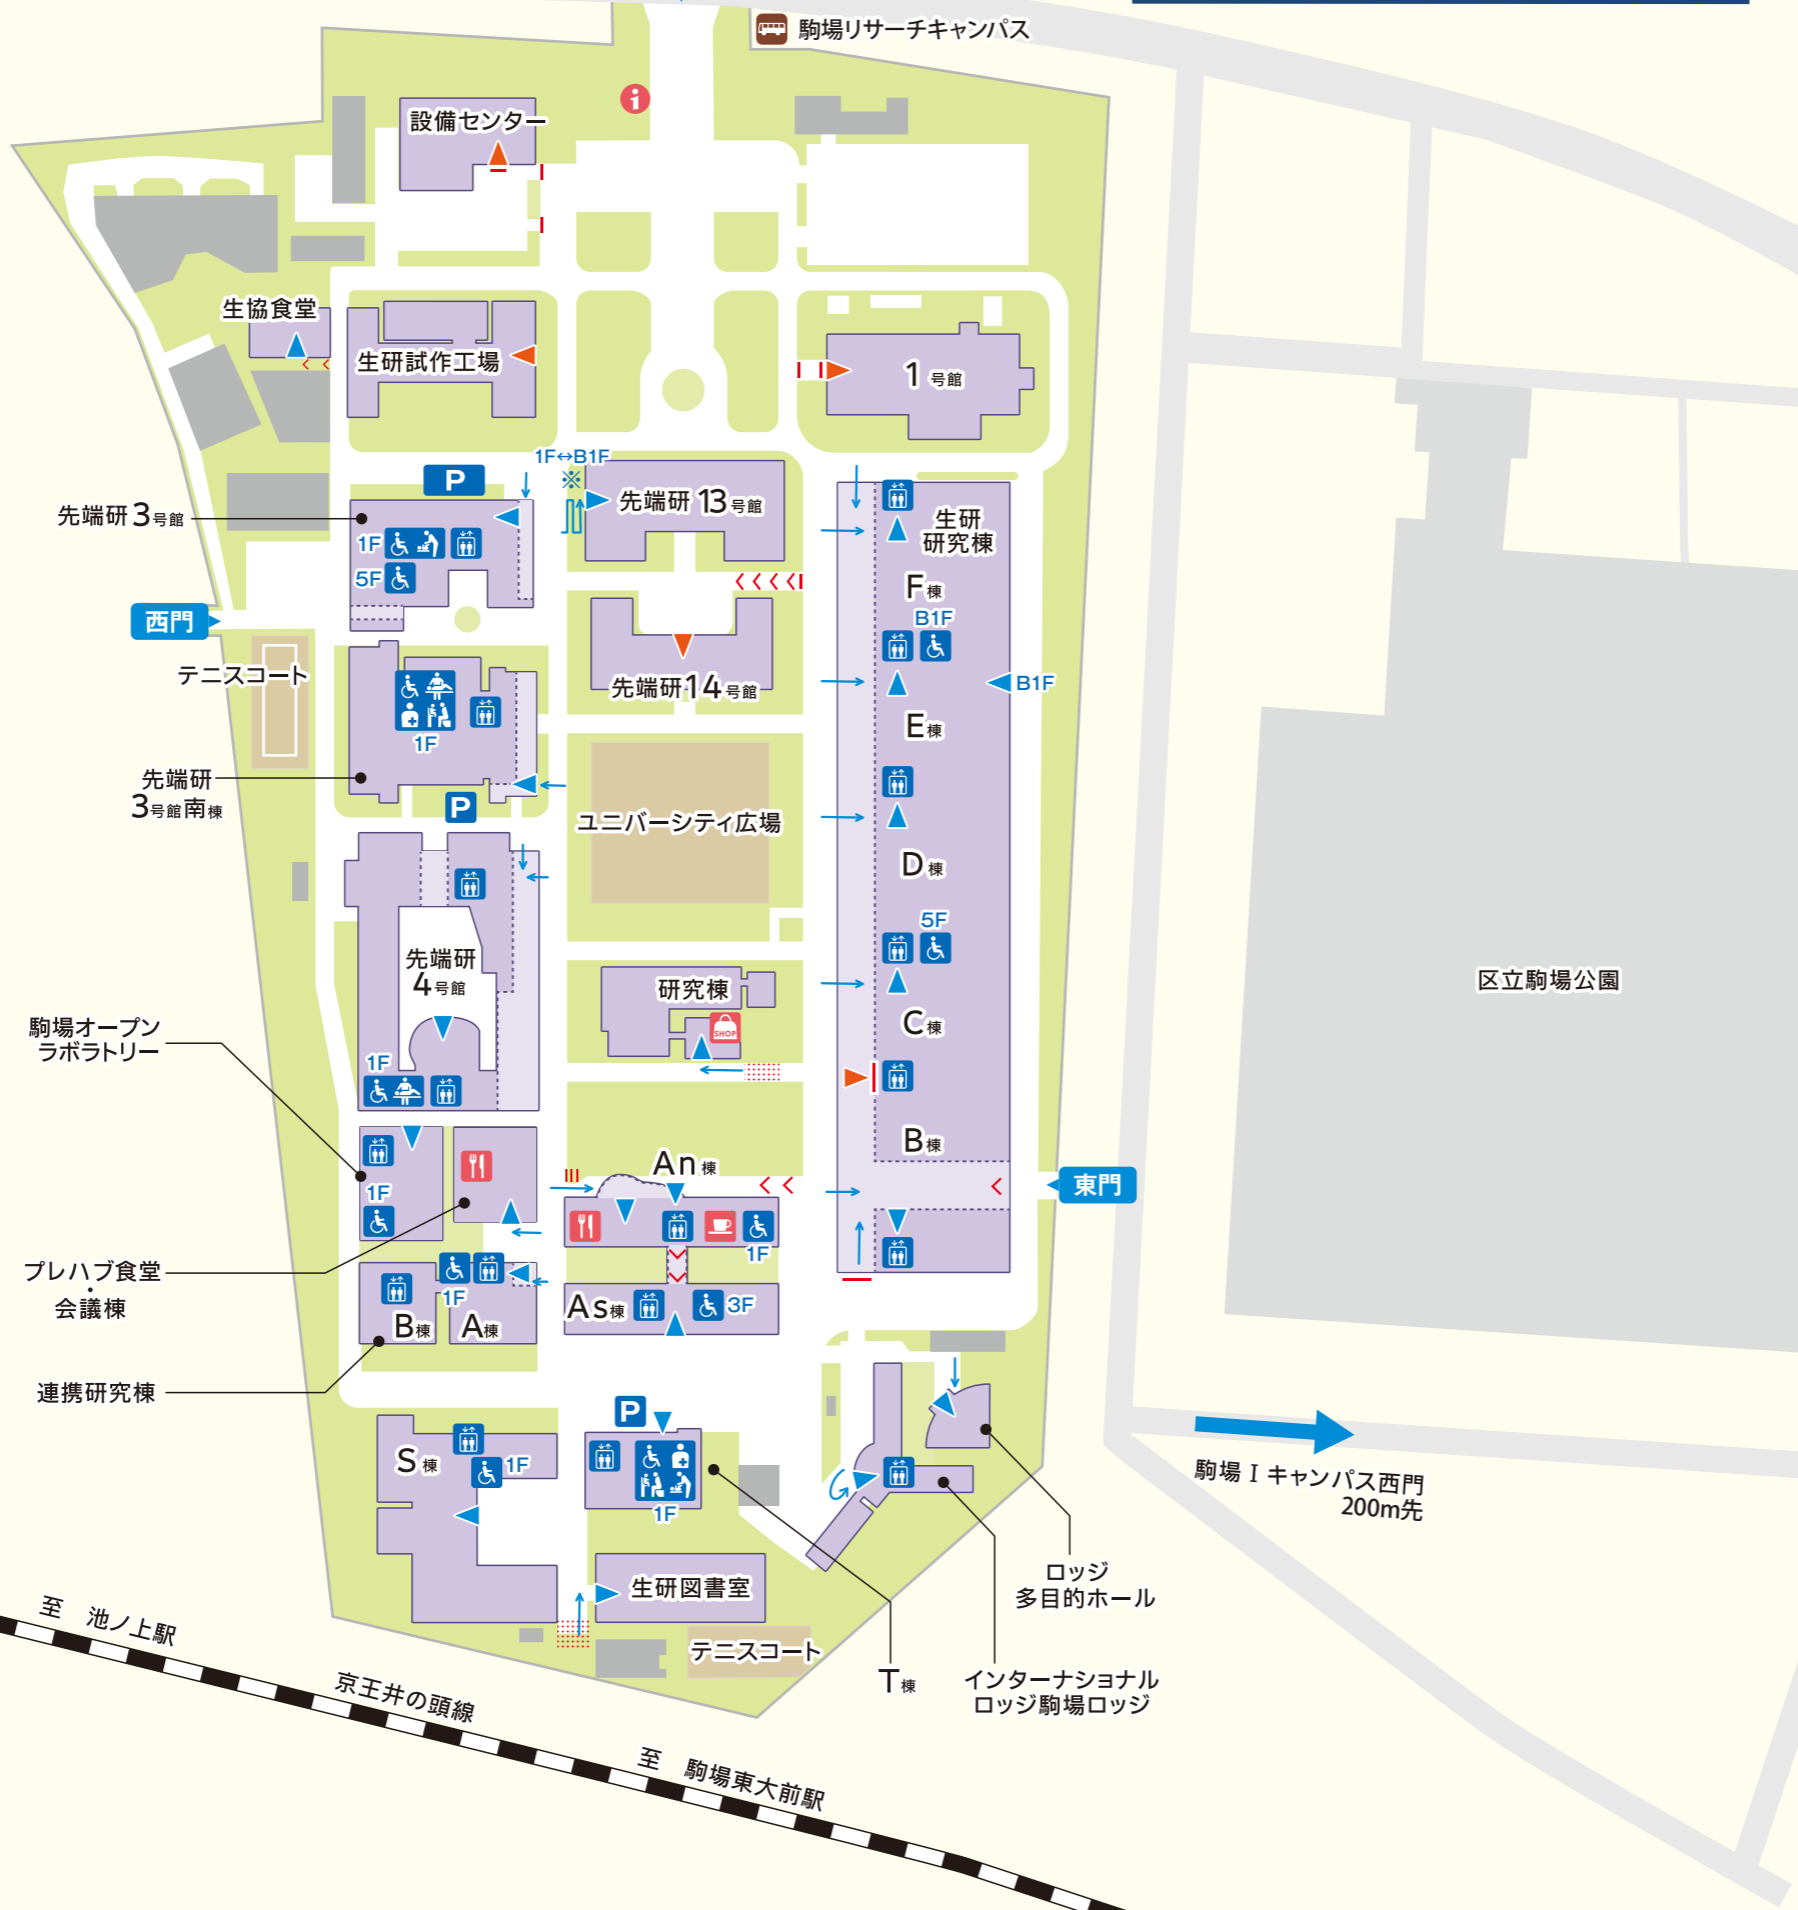 駒場リサーチキャンパス
設備センター
生協食堂
生研試作工場
1号館
1F↔B1F
※
P
先端研13号館
先端研3号館
1F
5F
生研
研究棟
F棟
B1F
西門
テニスコート
先端研14号館
B1F
1F
E棟
先端研
3号館南棟
P
ユニバーシティ広場
D棟
5F
先端研
4号館
研究棟
SHOP
区立駒場公園
C棟
駒場オープン
ラボラトリー
1F
B棟
An棟
東門
1F
1F
プレハブ食堂
・
会議棟
1F
B棟
A棟
As棟
3F
連携研究棟
P
S棟
1F
1F
駒場Ⅰキャンパス西門
200m先
ロッジ
多目的ホール
生研図書室
テニスコート
T棟
インターナショナル
ロッジ駒場ロッジ
至 池ノ上駅
京王井の頭線
至 駒場東大前駅